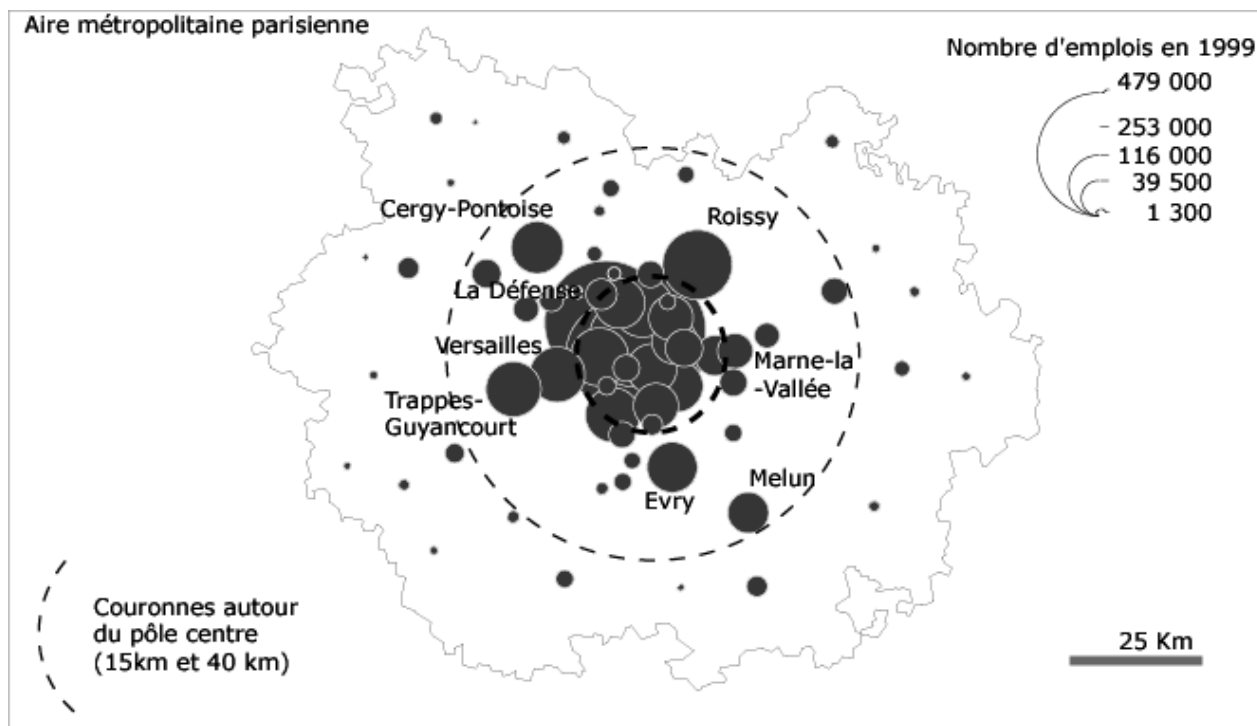 Aire métropolitaine parisienne
Nombre d'emplois en 1999
479 000
253 000
116 000
39 500
1 300
Cergy-Pontoise
Roissy
La Défense
Versailles
Marne-la
-Vallée
Trappes-
Guyancourt
Melun
Evry
Couronnes autour
du pôle centre
(15km et 40 km)
25 Km